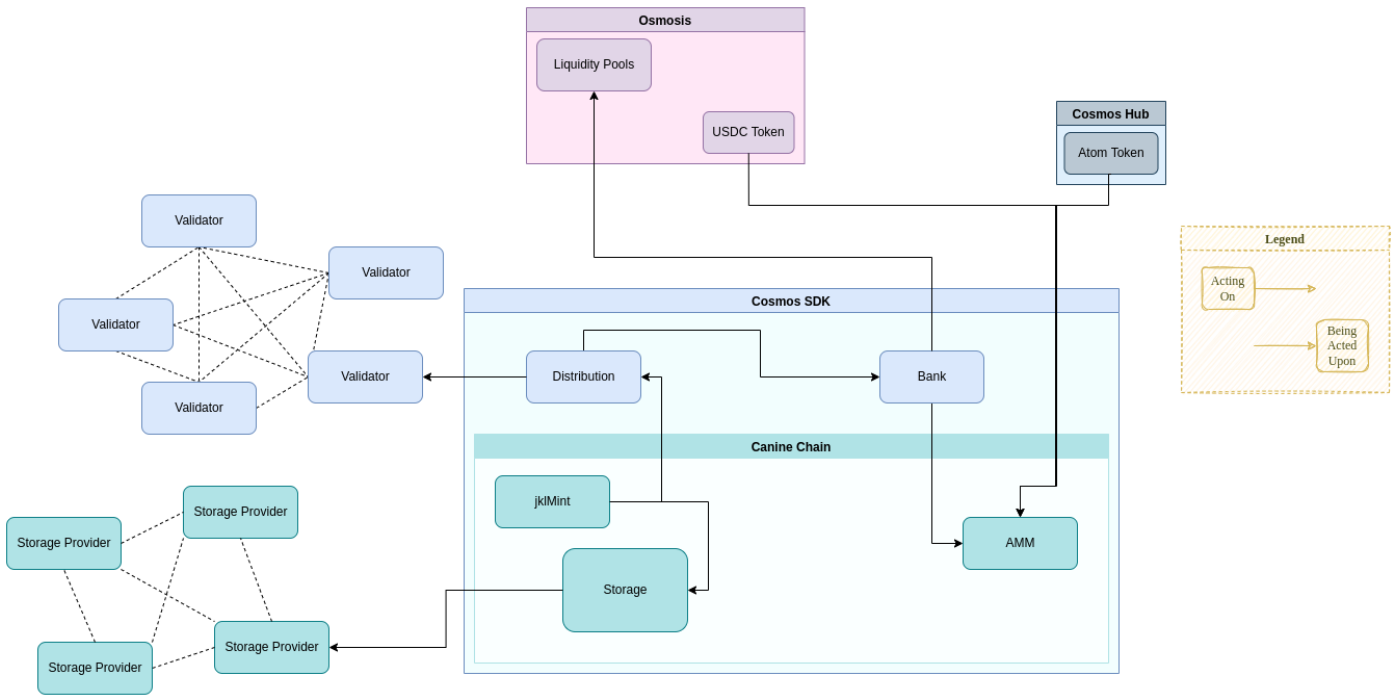 Osmosis
Liquidity Pools
USDC Token
Cosmos Hub
Atom Token
Validator
Validator
Validator
Validator
Validator
Legend
Acting
On
Being
Acted
Upon
Cosmos SDK
Distribution
Bank
Canine Chain
jklMint
Storage
AMM
Storage Provider
Storage Provider
Storage Provider
Storage Provider